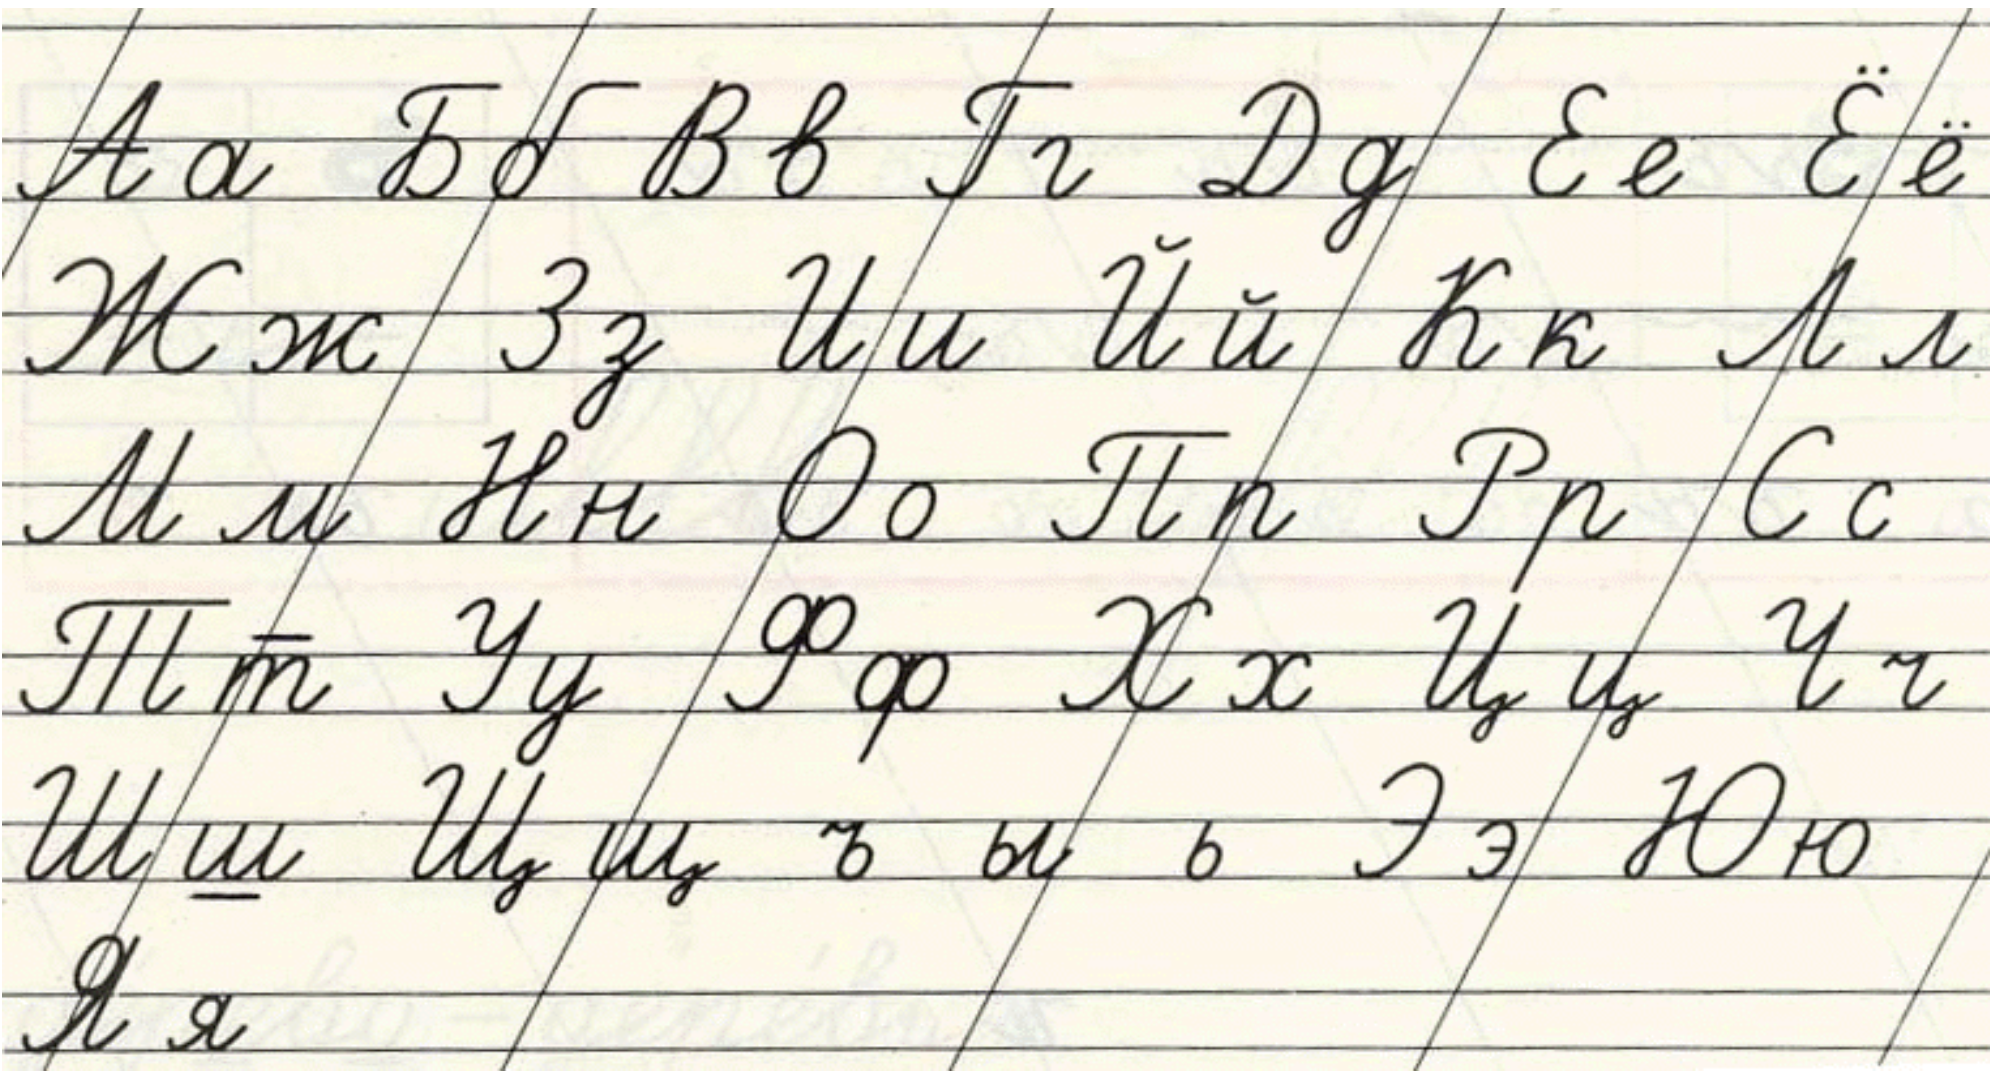 Аа Бб Вв Гг Дд Ее Ёё
Жж Зз Ии Йй Кк Лл
Мм Нн Оо Пп Рр Сс
Тт Уу Фф Хх Цц Чч
Шш Щщ ъ ы ь Ээ Юю
Яя